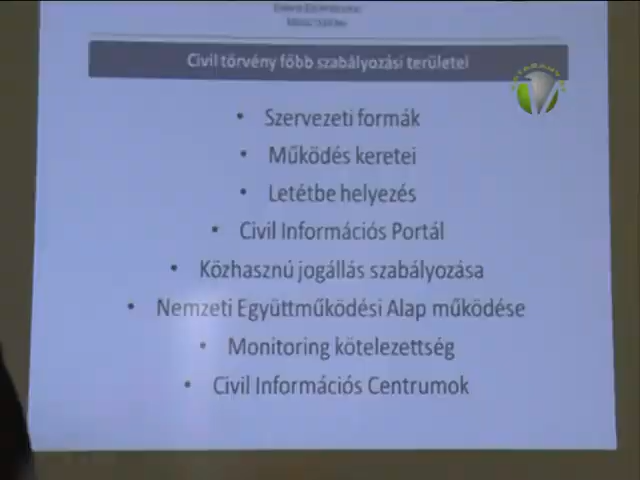 Civil törvény főbb szabályozási területei
• Szervezeti formák
• Működés keretei
• Letétbe helyezés
• Civil Információs Portál
• Közhasznú jogállás szabályozása
• Nemzeti Együttműködési Alap működése
• Monitoring kötelezettség
• Civil Információs Centrumok